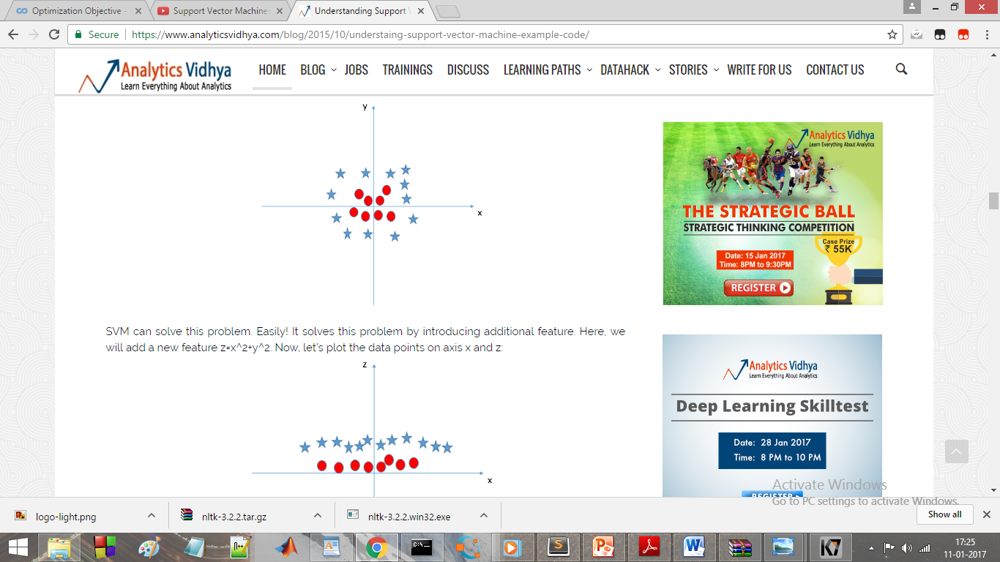 Optimization Objective -
Support Vector Machines
Understanding Support V
Secure
https://www.analyticsvidhya.com/blog/2015/10/understaing-support-vector-machine-example-code/
Analytics Vidhya
Learn Everything About Analytics
HOME BLOG JOBS TRAININGS DISCUSS LEARNING PATHS DATAHACK STORIES WRITE FOR US CONTACT US
y
x
SVM can solve this problem. Easily! It solves this problem by introducing additional feature. Here, we
will add a new feature z=x^2+y^2. Now, let's plot the data points on axis x and z:
z
x
Analytics Vidhya
Learn Everything About Analytics
THE STRATEGIC BALL
STRATEGIC THINKING COMPETITION
Case Prize
₹ 55K
Date: 15 Jan 2017
Time: 8PM to 9:30PM
REGISTER
Analytics Vidhya
Learn Everything About Analytics
Deep Learning Skilltest
Date: 28 Jan 2017
Time: 8 PM to 10 PM
REGISTER
Activate Windows
Go to PC settings to activate Windows.
logo-light.png
nltk-3.2.2.tar.gz
nltk-3.2.2.win32.exe
Show all
C:\_
S
P
W
K7
17:25
11-01-2017